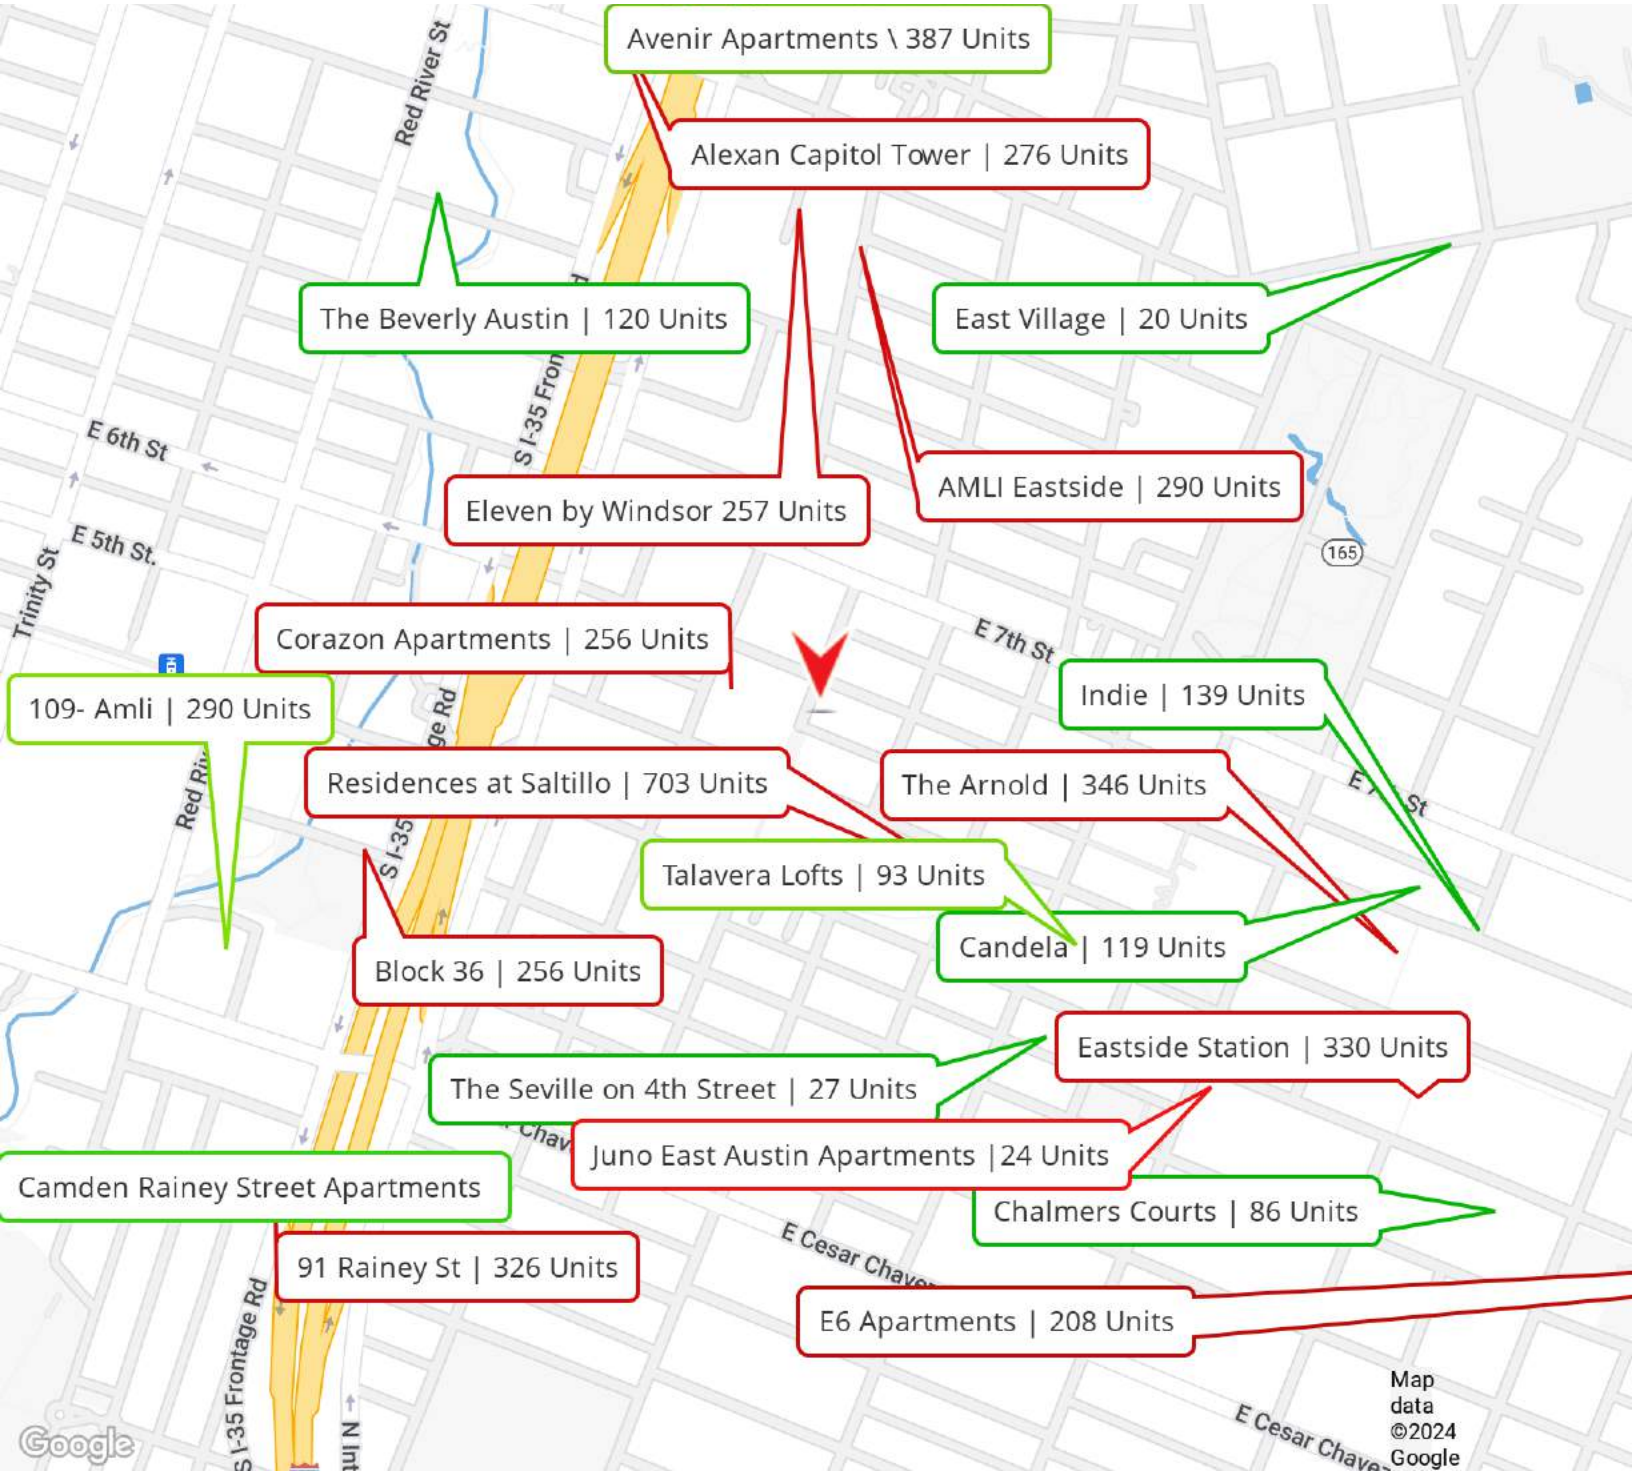 Avenir Apartments \ 387 Units
Red River St
Alexan Capitol Tower | 276 Units
The Beverly Austin | 120 Units
East Village | 20 Units
S I-35 Fron
E 6th St
Eleven by Windsor 257 Units
AMLI Eastside | 290 Units
E 5th St.
165
Trinity St
Corazon Apartments | 256 Units
E 7th St
109- Amli | 290 Units
ge Rd
Indie | 139 Units
Red Riv
Residences at Saltillo | 703 Units
The Arnold | 346 Units
S I-35
St
Talavera Lofts | 93 Units
Candela | 119 Units
Block 36 | 256 Units
Eastside Station | 330 Units
The Seville on 4th Street | 27 Units
Chav
Juno East Austin Apartments |24 Units
Camden Rainey Street Apartments
Chalmers Courts | 86 Units
E Cesar Chavez
91 Rainey St | 326 Units
E6 Apartments | 208 Units
S I-35 Frontage Rd
N Int
E Cesar Chavez
Map
data
©2024
Google
Google